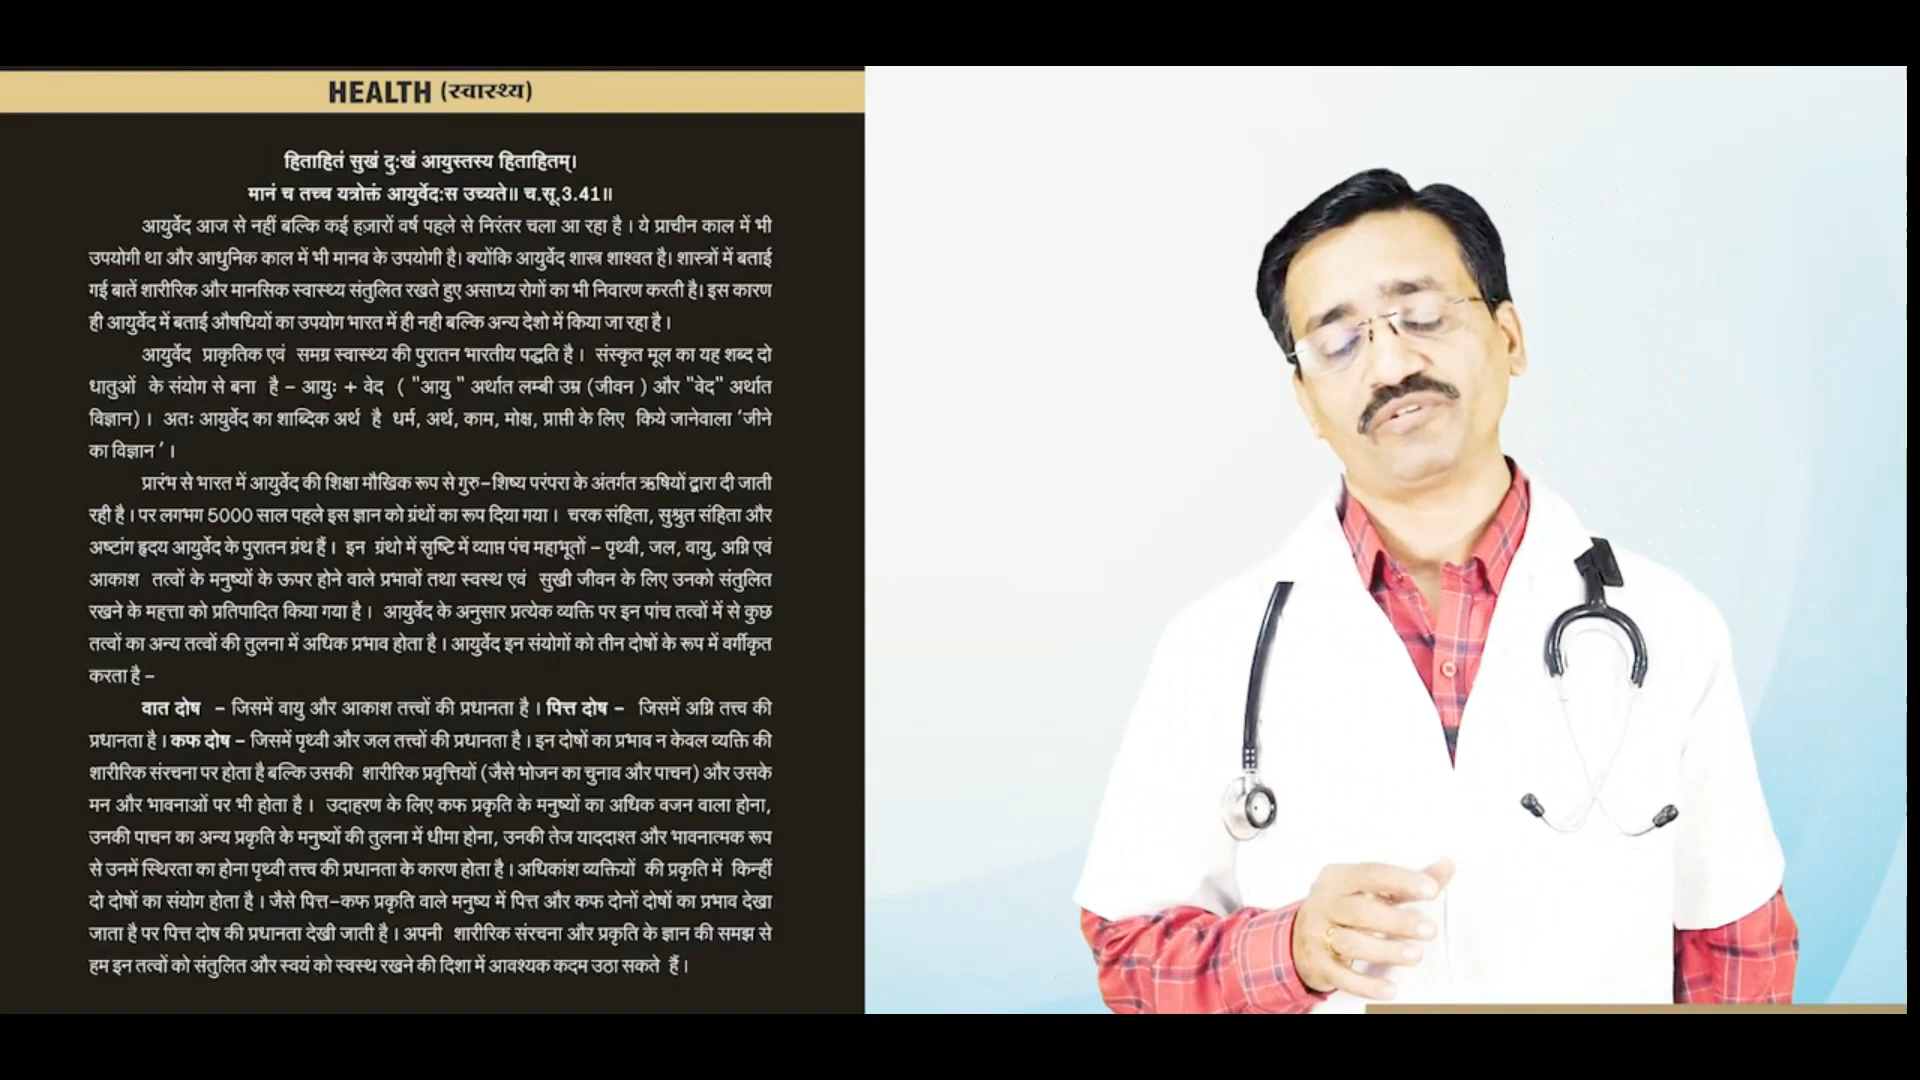 HEALTH (स्वास्थ्य)
हिताहितं सुखं दु:खं आयुस्तस्य हिताहितम्।
मानं च तच्च यत्रोक्तं आयुर्वेद:स उच्यते॥ च.सू.3.41॥
आयुर्वेद आज से नहीं बल्कि कई हज़ारों वर्ष पहले से निरंतर चला आ रहा है । ये प्राचीन काल में भी
उपयोगी था और आधुनिक काल में भी मानव के उपयोगी है। क्योंकि आयुर्वेद शास्त्र शाश्वत है। शास्त्रों में बताई
गई बातें शारीरिक और मानसिक स्वास्थ्य संतुलित रखते हुए असाध्य रोगों का भी निवारण करती है। इस कारण
ही आयुर्वेद में बताई औषधियों का उपयोग भारत में ही नही बल्कि अन्य देशो में किया जा रहा है ।
आयुर्वेद प्राकृतिक एवं समग्र स्वास्थ्य की पुरातन भारतीय पद्धति है । संस्कृत मूल का यह शब्द दो
धातुओं के संयोग से बना है – आयुः + वेद ( "आयु " अर्थात लम्बी उम्र (जीवन ) और "वेद" अर्थात
विज्ञान) । अतः आयुर्वेद का शाब्दिक अर्थ है धर्म, अर्थ, काम, मोक्ष, प्राप्ती के लिए किये जानेवाला 'जीने
का विज्ञान ' ।
प्रारंभ से भारत में आयुर्वेद की शिक्षा मौखिक रूप से गुरु–शिष्य परंपरा के अंतर्गत ऋषियों द्वारा दी जाती
रही है । पर लगभग 5000 साल पहले इस ज्ञान को ग्रंथों का रूप दिया गया । चरक संहिता, सुश्रुत संहिता और
अष्टांग हृदय आयुर्वेद के पुरातन ग्रंथ हैं । इन ग्रंथो में सृष्टि में व्याप्त पंच महाभूतों – पृथ्वी, जल, वायु, अग्नि एवं
आकाश तत्वों के मनुष्यों के ऊपर होने वाले प्रभावों तथा स्वस्थ एवं सुखी जीवन के लिए उनको संतुलित
रखने के महत्ता को प्रतिपादित किया गया है । आयुर्वेद के अनुसार प्रत्येक व्यक्ति पर इन पांच तत्वों में से कुछ
तत्वों का अन्य तत्वों की तुलना में अधिक प्रभाव होता है । आयुर्वेद इन संयोगों को तीन दोषों के रूप में वर्गीकृत
करता है –
वात दोष – जिसमें वायु और आकाश तत्त्वों की प्रधानता है । पित्त दोष – जिसमें अग्नि तत्त्व की
प्रधानता है । कफ दोष – जिसमें पृथ्वी और जल तत्त्वों की प्रधानता है । इन दोषों का प्रभाव न केवल व्यक्ति की
शारीरिक संरचना पर होता है बल्कि उसकी शारीरिक प्रवृत्तियों (जैसे भोजन का चुनाव और पाचन) और उसके
मन और भावनाओं पर भी होता है । उदाहरण के लिए कफ प्रकृति के मनुष्यों का अधिक वजन वाला होना,
उनकी पाचन का अन्य प्रकृति के मनुष्यों की तुलना में धीमा होना, उनकी तेज याददाश्त और भावनात्मक रूप
से उनमें स्थिरता का होना पृथ्वी तत्त्व की प्रधानता के कारण होता है । अधिकांश व्यक्तियों की प्रकृति में किन्हीं
दो दोषों का संयोग होता है । जैसे पित्त–कफ प्रकृति वाले मनुष्य में पित्त और कफ दोनों दोषों का प्रभाव देखा
जाता है पर पित्त दोष की प्रधानता देखी जाती है । अपनी शारीरिक संरचना और प्रकृति के ज्ञान की समझ से
हम इन तत्वों को संतुलित और स्वयं को स्वस्थ रखने की दिशा में आवश्यक कदम उठा सकते हैं ।